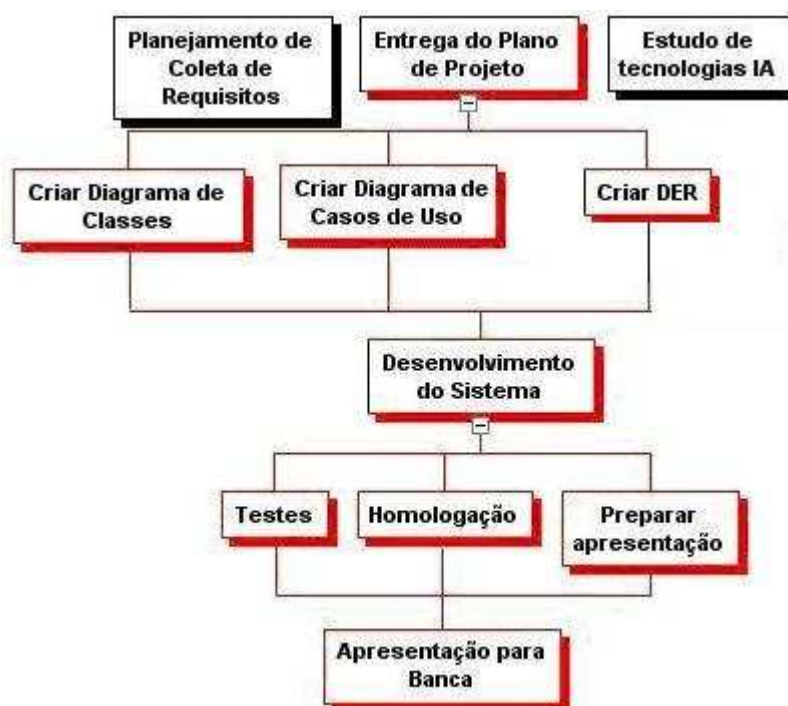 Planejamento de
Coleta de
Requisitos
Entrega do Plano
de Projeto
Estudo de
tecnologias IA
Criar Diagrama de
Classes
Criar Diagrama de
Casos de Uso
Criar DER
Desenvolvimento
do Sistema
Testes
Homologação
Preparar
apresentação
Apresentação para
Banca